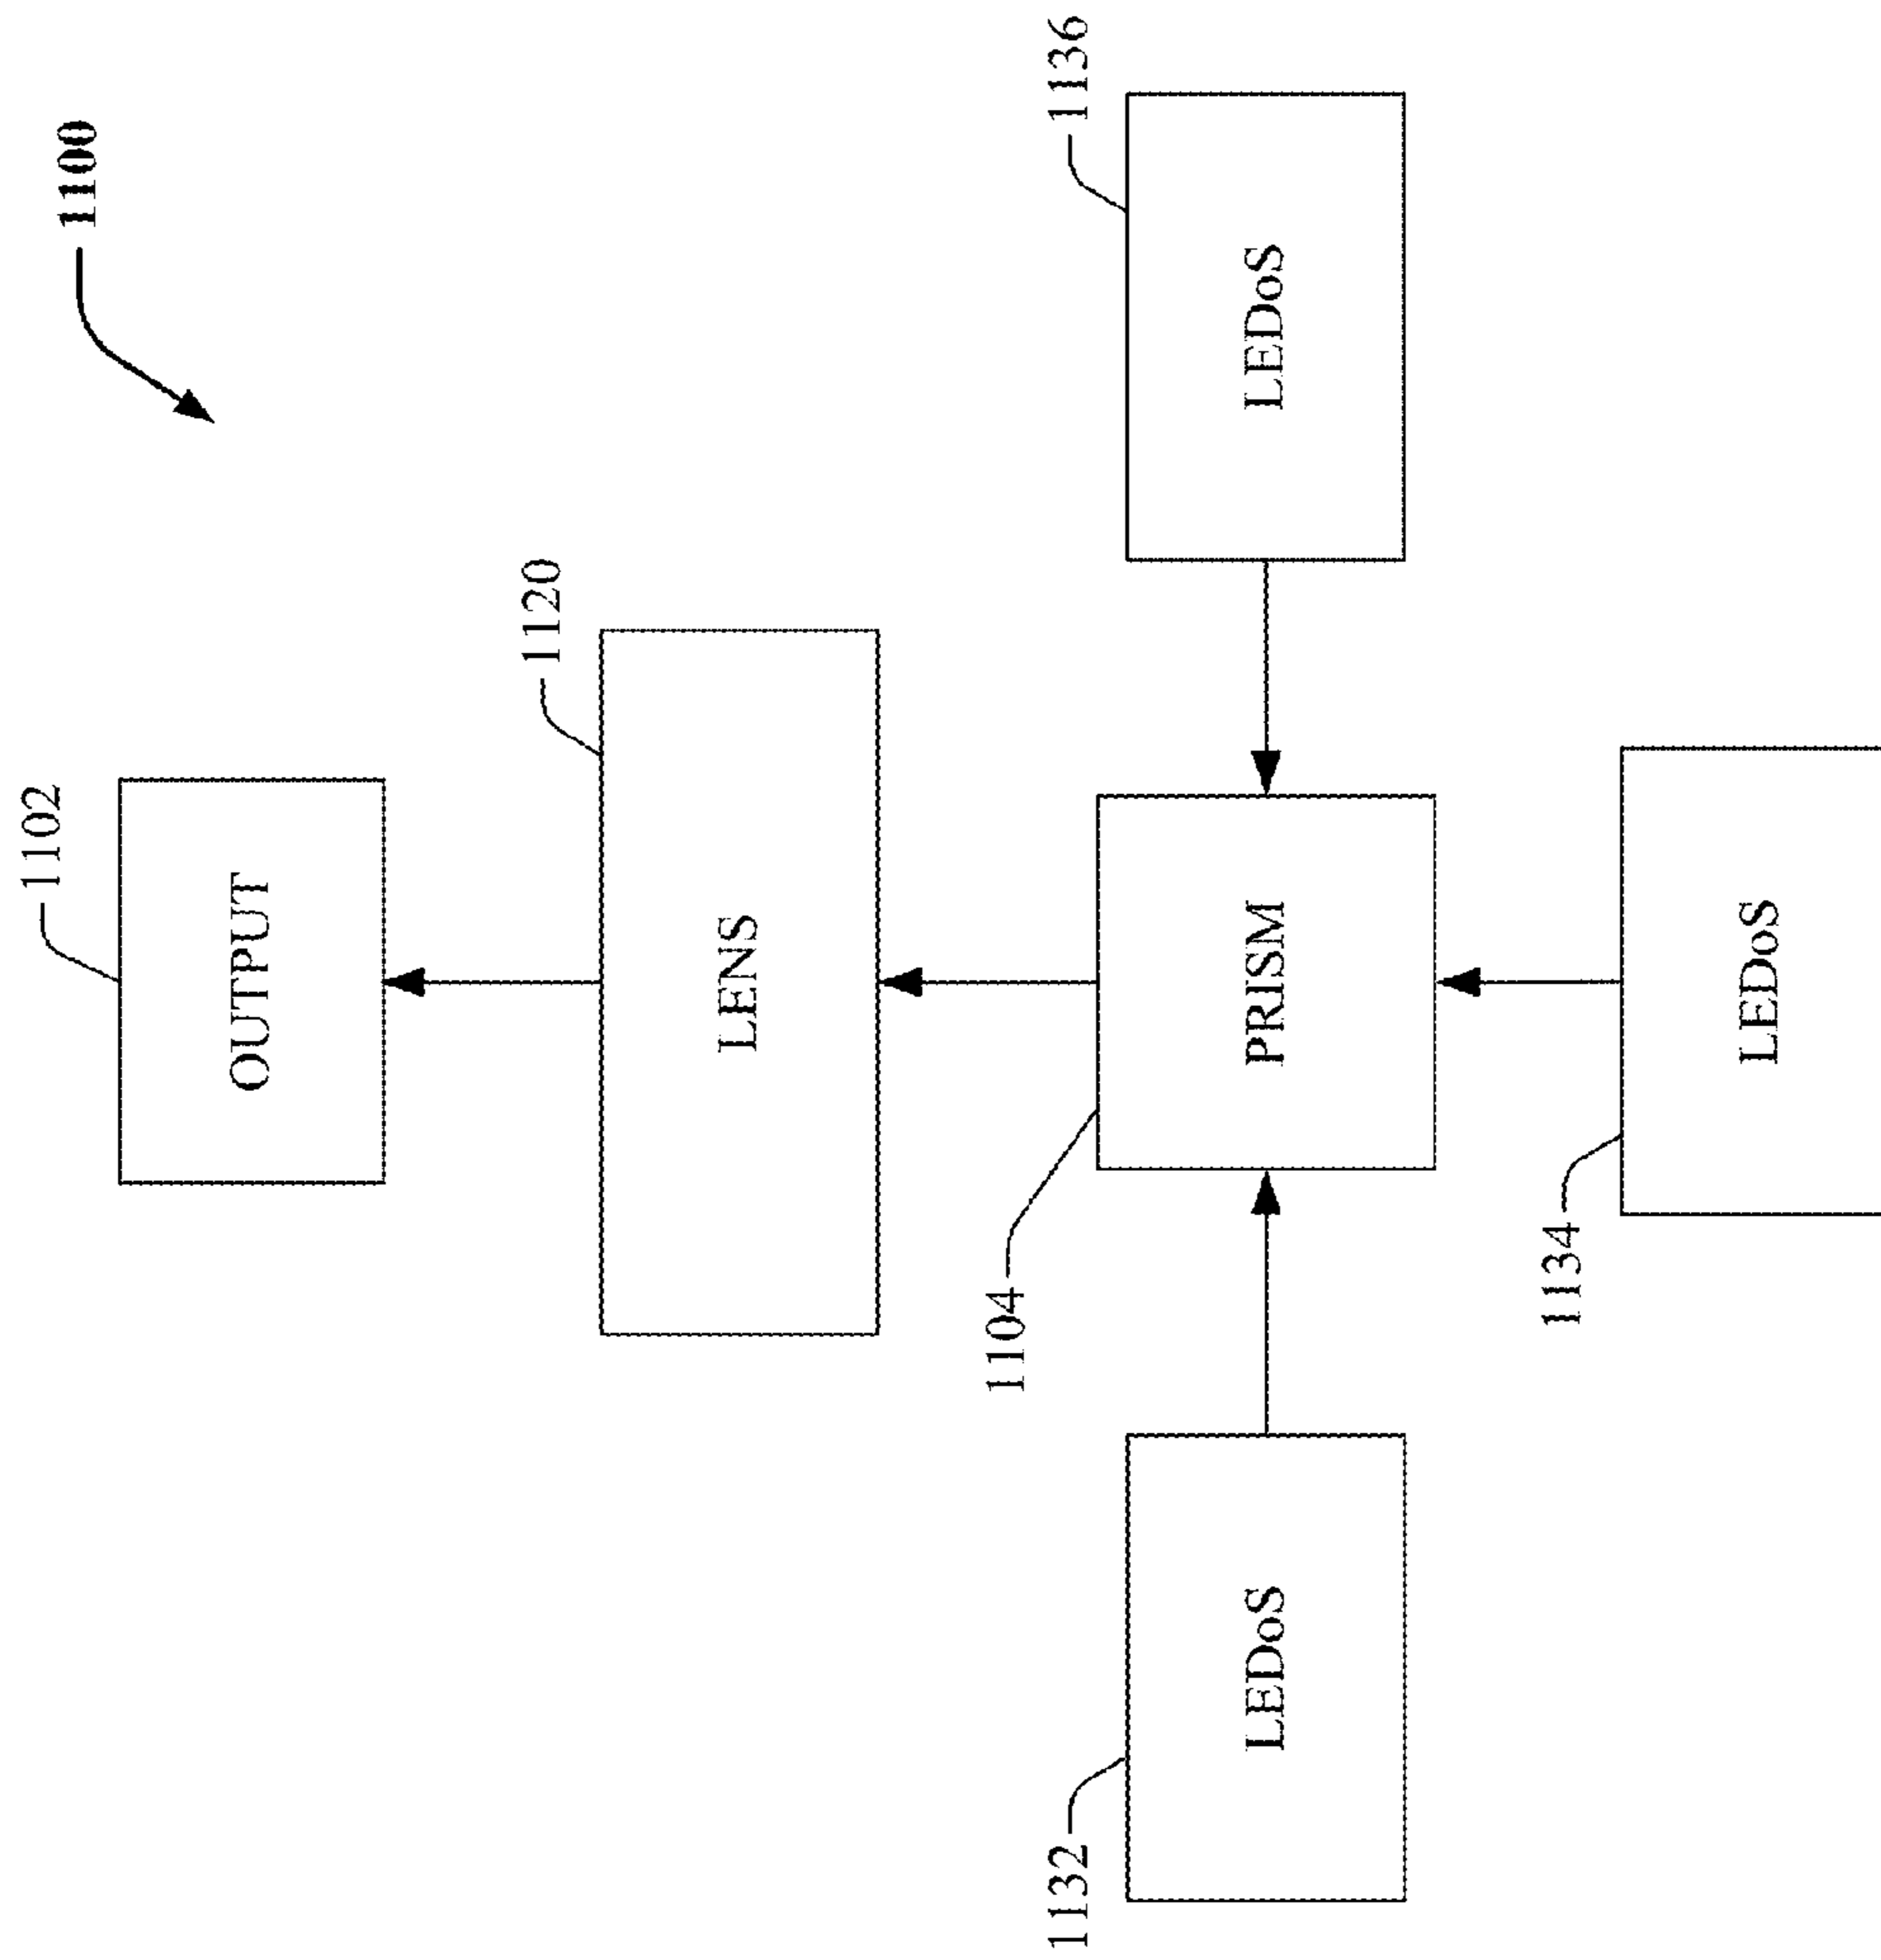 1102
1100
OUTPUT
1120
LENS
1104
1132
1136
LEDoS
PRISM
LEDoS
1134
LEDoS